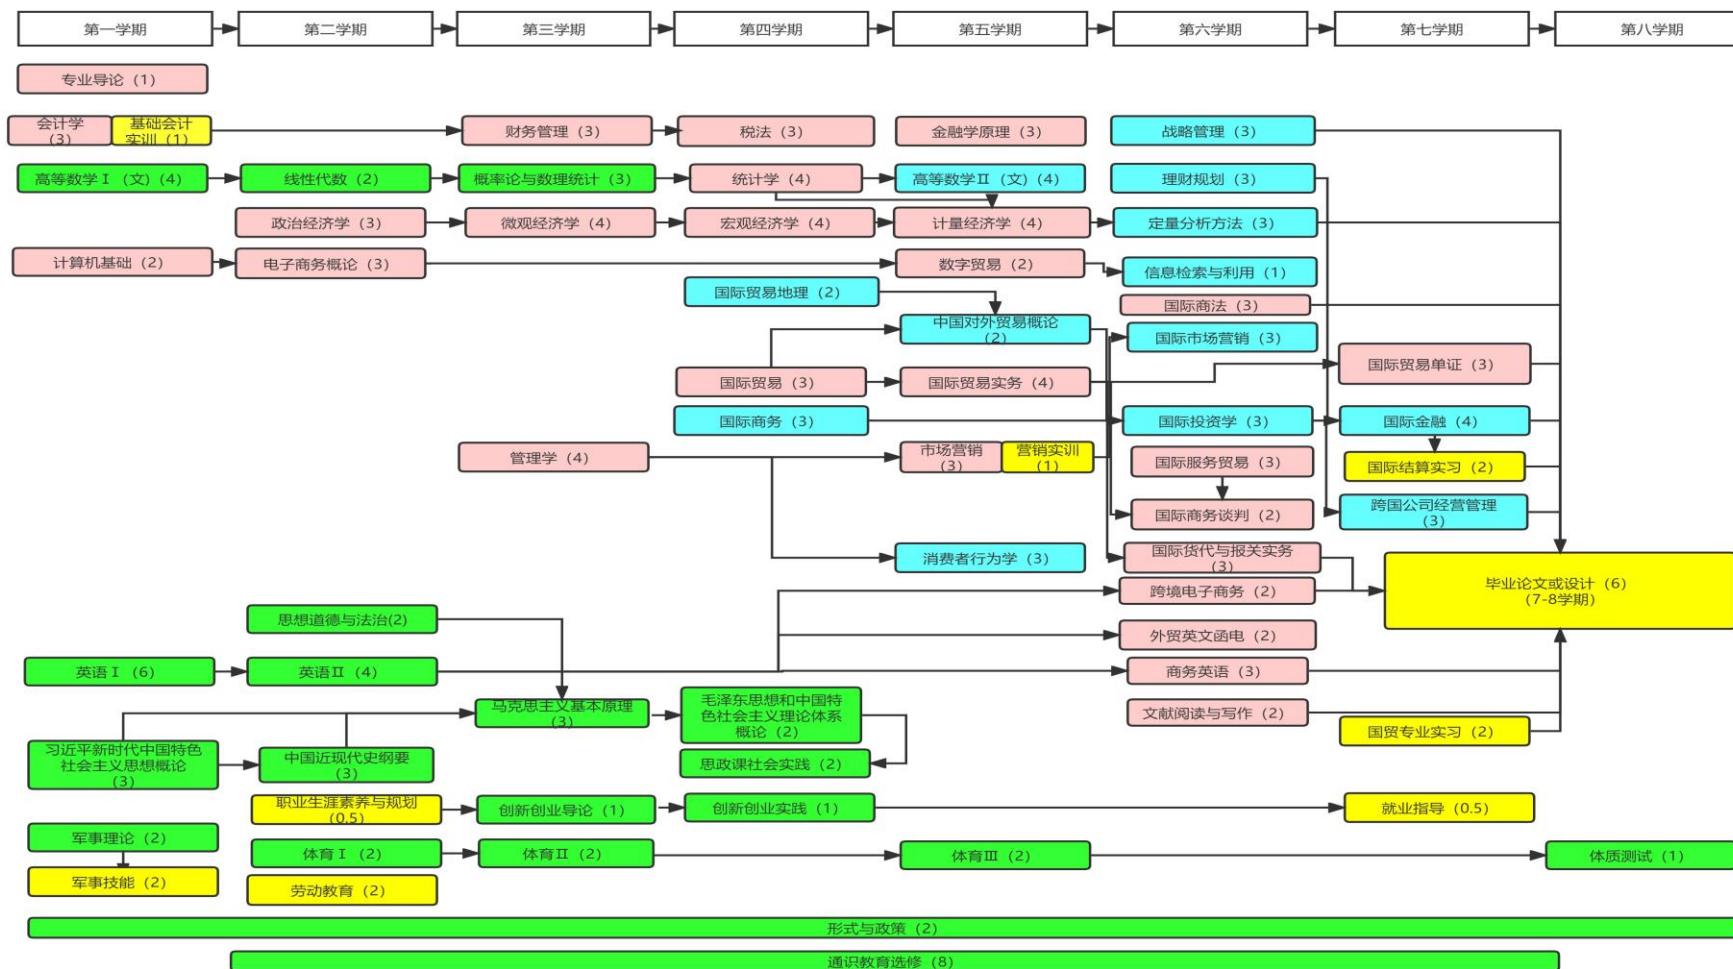 第一学期
第二学期
第三学期
第四学期
第五学期
第六学期
第七学期
第八学期
专业导论（1）
会计学
（3）
基础会计
实训（1）
财务管理（3）
税法（3）
金融学原理（3）
战略管理（3）
高等数学Ⅰ（文）（4）
线性代数（2）
概率论与数理统计（3）
统计学（4）
高等数学Ⅱ（文）（4）
理财规划（3）
政治经济学（3）
微观经济学（4）
宏观经济学（4）
计量经济学（4）
定量分析方法（3）
计算机基础（2）
电子商务概论（3）
数字贸易（2）
信息检索与利用（1）
国际贸易地理（2）
国际商法（3）
中国对外贸易概论
（2）
国际市场营销（3）
国际贸易（3）
国际贸易实务（4）
国际贸易单证（3）
国际商务（3）
国际投资学（3）
国际金融（4）
管理学（4）
市场营销
（3）
营销实训
（1）
国际服务贸易（3）
国际结算实习（2）
国际商务谈判（2）
跨国公司经营管理
（3）
消费者行为学（3）
国际货代与报关实务
（3）
跨境电子商务（2）
毕业论文或设计（6）
（7-8学期）
思想道德与法治(2)
外贸英文函电（2）
英语Ⅰ（6）
英语Ⅱ（4）
商务英语（3）
马克思主义基本原理
（3）
毛泽东思想和中国特
色社会主义理论体系
概论（2）
文献阅读与写作（2）
国贸专业实习（2）
习近平新时代中国特色
社会主义思想概论
（3）
中国近现代史纲要
（3）
思政课社会实践（2）
职业生涯素养与规划
（0.5）
创新创业导论（1）
创新创业实践（1）
就业指导（0.5）
军事理论（2）
体育Ⅰ（2）
体育Ⅱ（2）
体育Ⅲ（2）
体质测试（1）
军事技能（2）
劳动教育（2）
形式与政策（2）
通识教育选修（8）